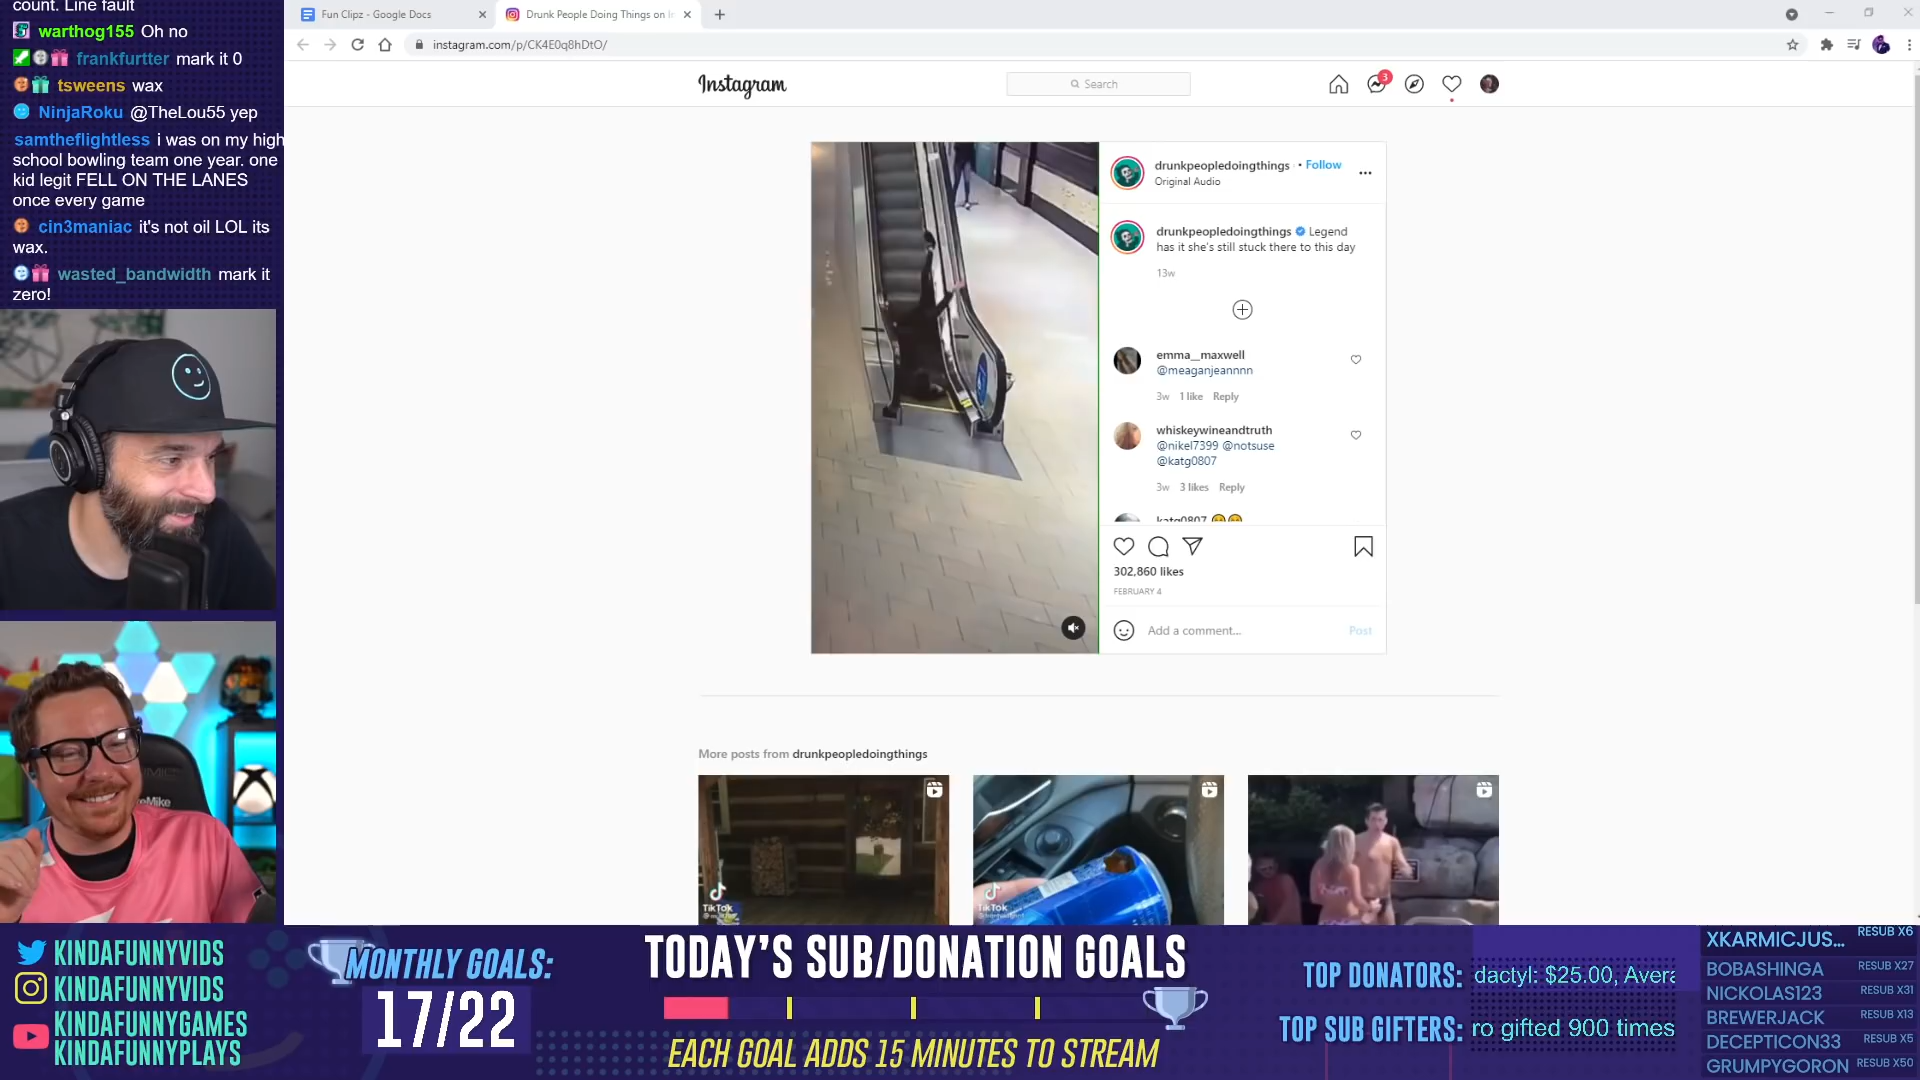 count. Line fault
warthog155 Oh no
frankfurtter mark it 0
tsweens wax
NinjaRoku @TheLou55 yep
samtheflightless i was on my high
school bowling team one year. one
kid legit FELL ON THE LANES
once every game
cin3maniac it's not oil LOL its
wax.
wasted_bandwidth mark it
zero!
Fun Clipz - Google Docs
Drunk People Doing Things on I
instagram.com/p/CK4E0q8hDtO/
Instagram
Search
3
drunkpeopledoingthings • Follow
Original Audio
drunkpeopledoingthings Legend
has it she's still stuck there to this day
13w
emma__maxwell
@meaganjeannnn
3w 1 like Reply
whiskeywineandtruth
@nikel7399 @notsuse
@katg0807
3w 3 likes Reply
katg0807
302,860 likes
FEBRUARY 4
Add a comment...
Post
More posts from drunkpeopledoingthings
TikTok
TikTok
KINDAFUNNYVIDS
KINDAFUNNYVIDS
KINDAFUNNYGAMES
KINDAFUNNYPLAYS
MONTHLY GOALS:
17/22
TODAY'S SUB/DONATION GOALS
EACH GOAL ADDS 15 MINUTES TO STREAM
TOP DONATORS: dactyl: $25.00, Avera
TOP SUB GIFTERS: ro gifted 900 times
XKARMICJUS... RESUB X6
BOBASHINGA RESUB X27
NICKOLAS123 RESUB X31
BREWERJACK RESUB X13
DECEPTICON33 RESUB X5
GRUMPYGORON RESUB X50